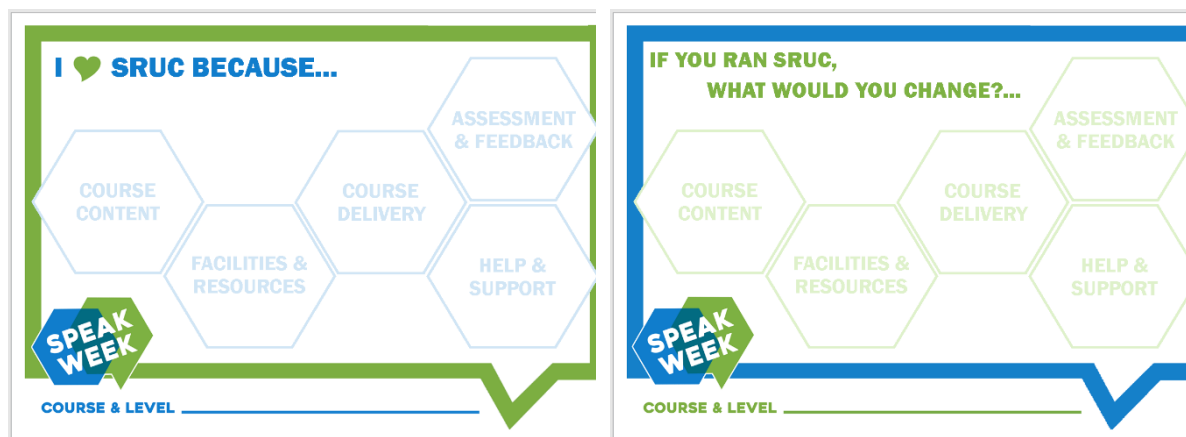 I SRUC BECAUSE...
ASSESSMENT
& FEEDBACK
COURSE
CONTENT
COURSE
DELIVERY
FACILITIES &
RESOURCES
HELP &
SUPPORT
SPEAK
WEEK
COURSE & LEVEL
IF YOU RAN SRUC,
WHAT WOULD YOU CHANGE?...
ASSESSMENT
& FEEDBACK
COURSE
CONTENT
COURSE
DELIVERY
FACILITIES &
RESOURCES
HELP &
SUPPORT
SPEAK
WEEK
COURSE & LEVEL